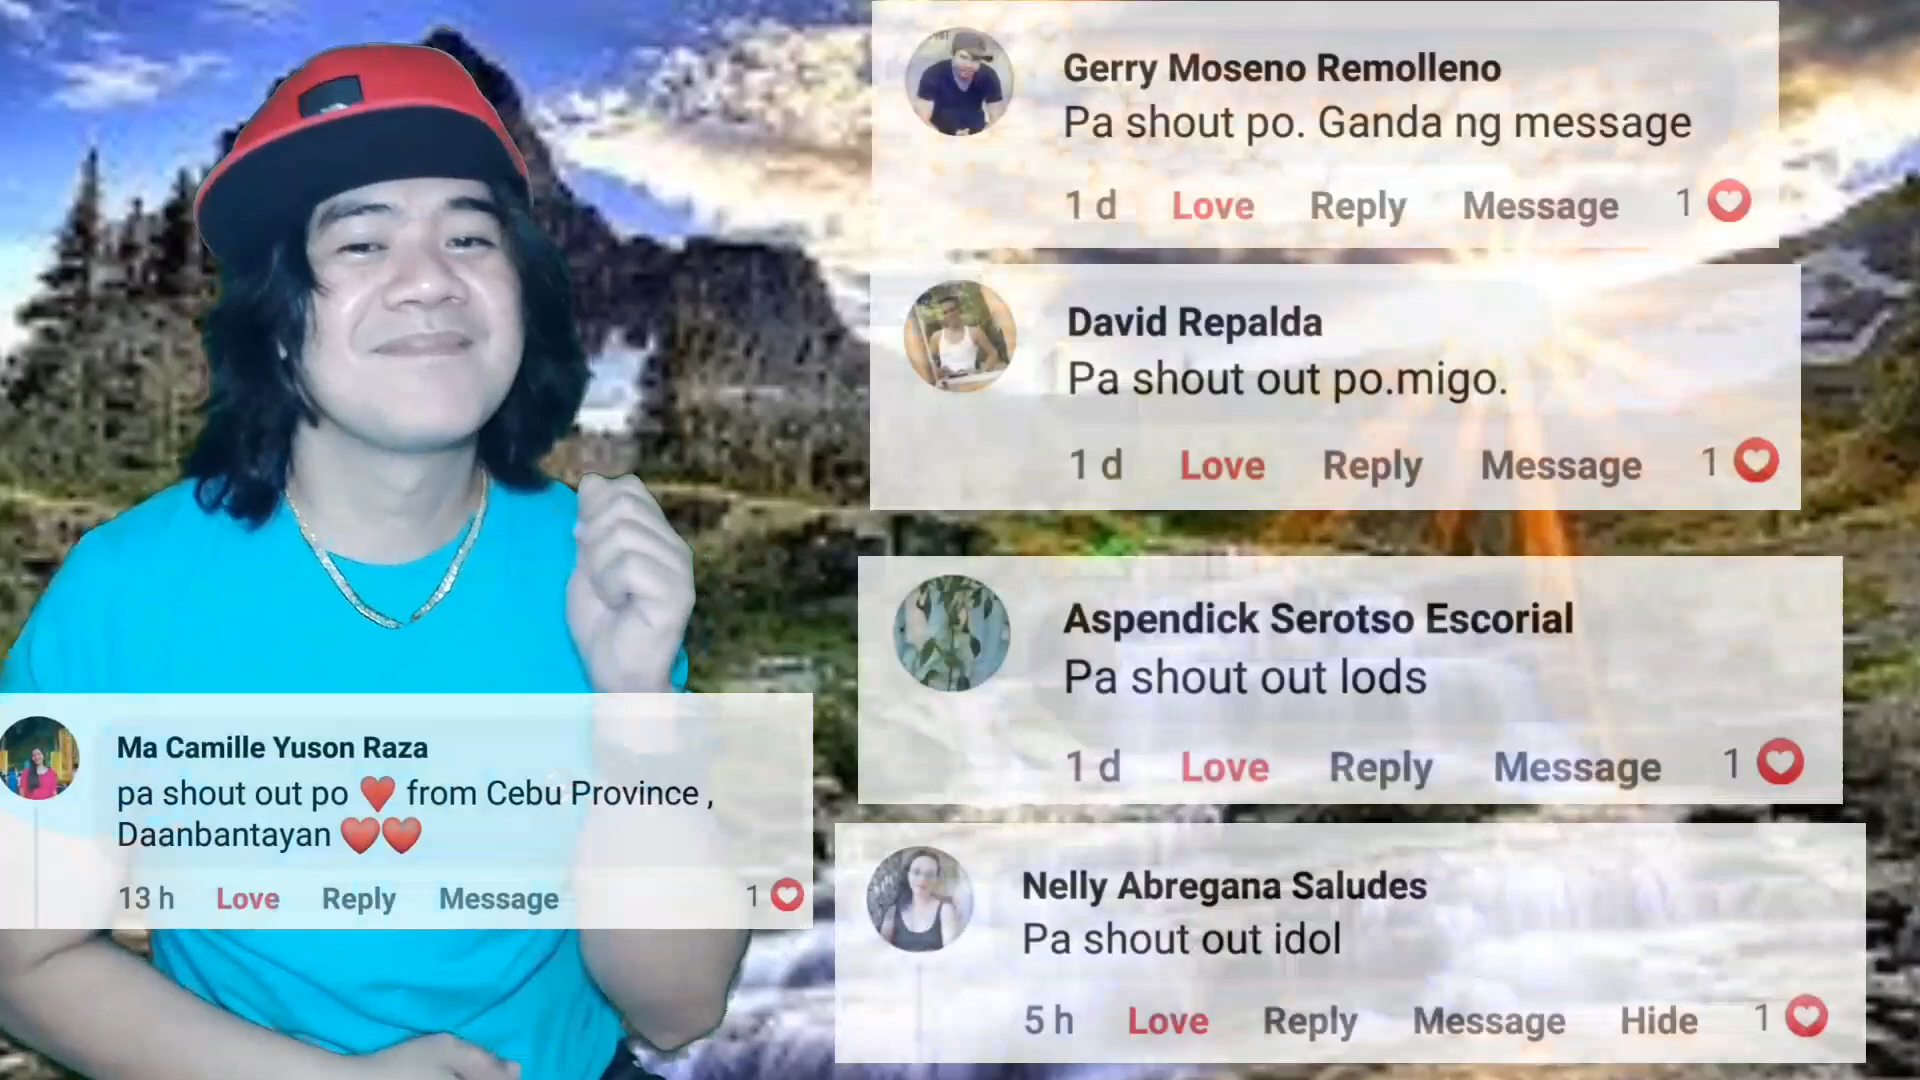 Gerry Moseno Remolleno
Pa shout po. Ganda ng message
1 d Love Reply Message 1
David Repalda
Pa shout out po.migo.
1 d Love Reply Message 1
Aspendick Serotso Escorial
Pa shout out lods
1 d Love Reply Message 1
Ma Camille Yuson Raza
pa shout out po ♥ from Cebu Province ,
Daanbantayan ♥♥
13 h Love Reply Message 1
Nelly Abregana Saludes
Pa shout out idol
5 h Love Reply Message Hide 1